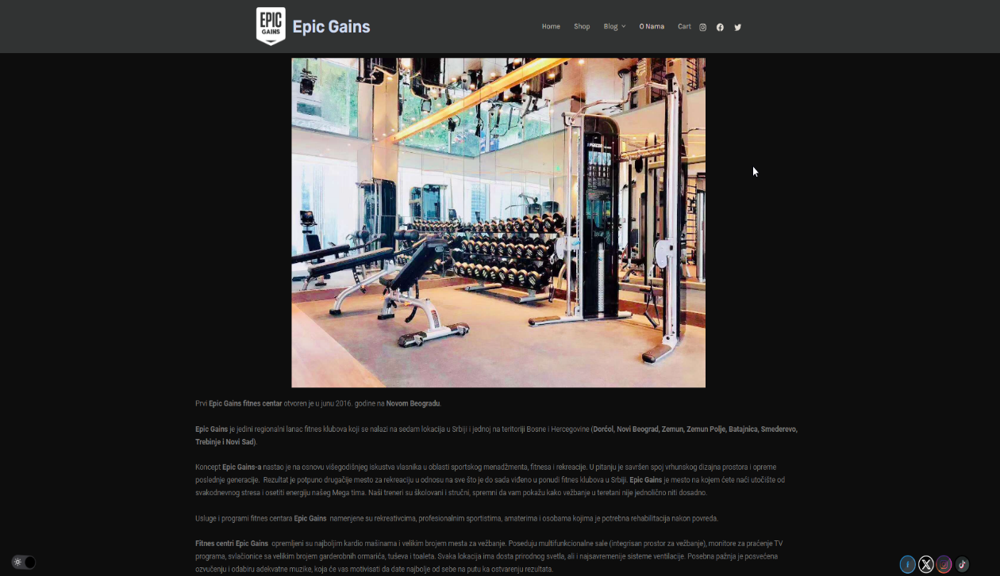 EPIC
GAINS
Epic Gains
Home Shop Blog O Nama Cart
PRECOR
Prvi Epic Gains fitnes centar otvoren je u junu 2016. godine na Novom Beogradu.
Epic Gains je jedini regionalni lanac fitnes klubova koji se nalazi na sedam lokacija u Srbiji i jednoj na teritoriji Bosne i Hercegovine (Dorćol, Novi Beograd, Zemun, Zemun Polje, Batajnica, Smederevo,
Trebinje i Novi Sad).
Koncept Epic Gains-a nastao je na osnovu višegodišnjeg iskustva vlasnika u oblasti sportskog menadžmenta, fitnesa i rekreacije. U pitanju je savršen spoj vrhunskog dizajna prostora i opreme
poslednje generacije. Rezultat je potpuno drugačije mesto za rekreaciju u odnosu na sve što je do sada viđeno u ponudi fitnes klubova u Srbiji. Epic Gains je mesto na kojem ćete naći utočište od
svakodnevnog stresa i osetiti energiju našeg Mega tima. Naši treneri su školovani i stručni, spremni da vam pokažu kako vežbanje u teretani nije jednolično niti dosadno.
Usluge i programi fitnes centara Epic Gains namenjene su rekreativcima, profesionalnim sportistima, amaterima i osobama kojima je potrebna rehabilitacija nakon povreda.
Fitnes centri Epic Gains opremljeni su najboljim kardio mašinama i velikim brojem mesta za vežbanje. Poseduju multifunkcionalne sale (integrisan prostor za vežbanje), monitore za praćenje TV
programa, svlačionice sa velikim brojem garderobnih ormarića, tuševa i toaleta. Svaka lokacija ima dosta prirodnog svetla, ali i najsavremenije sisteme ventilacije. Posebna pažnja je posvećena
ozvučenju i odabiru adekvatne muzike, koja će vas motivisati da date najbolje od sebe na putu ka ostvarenju rezultata.